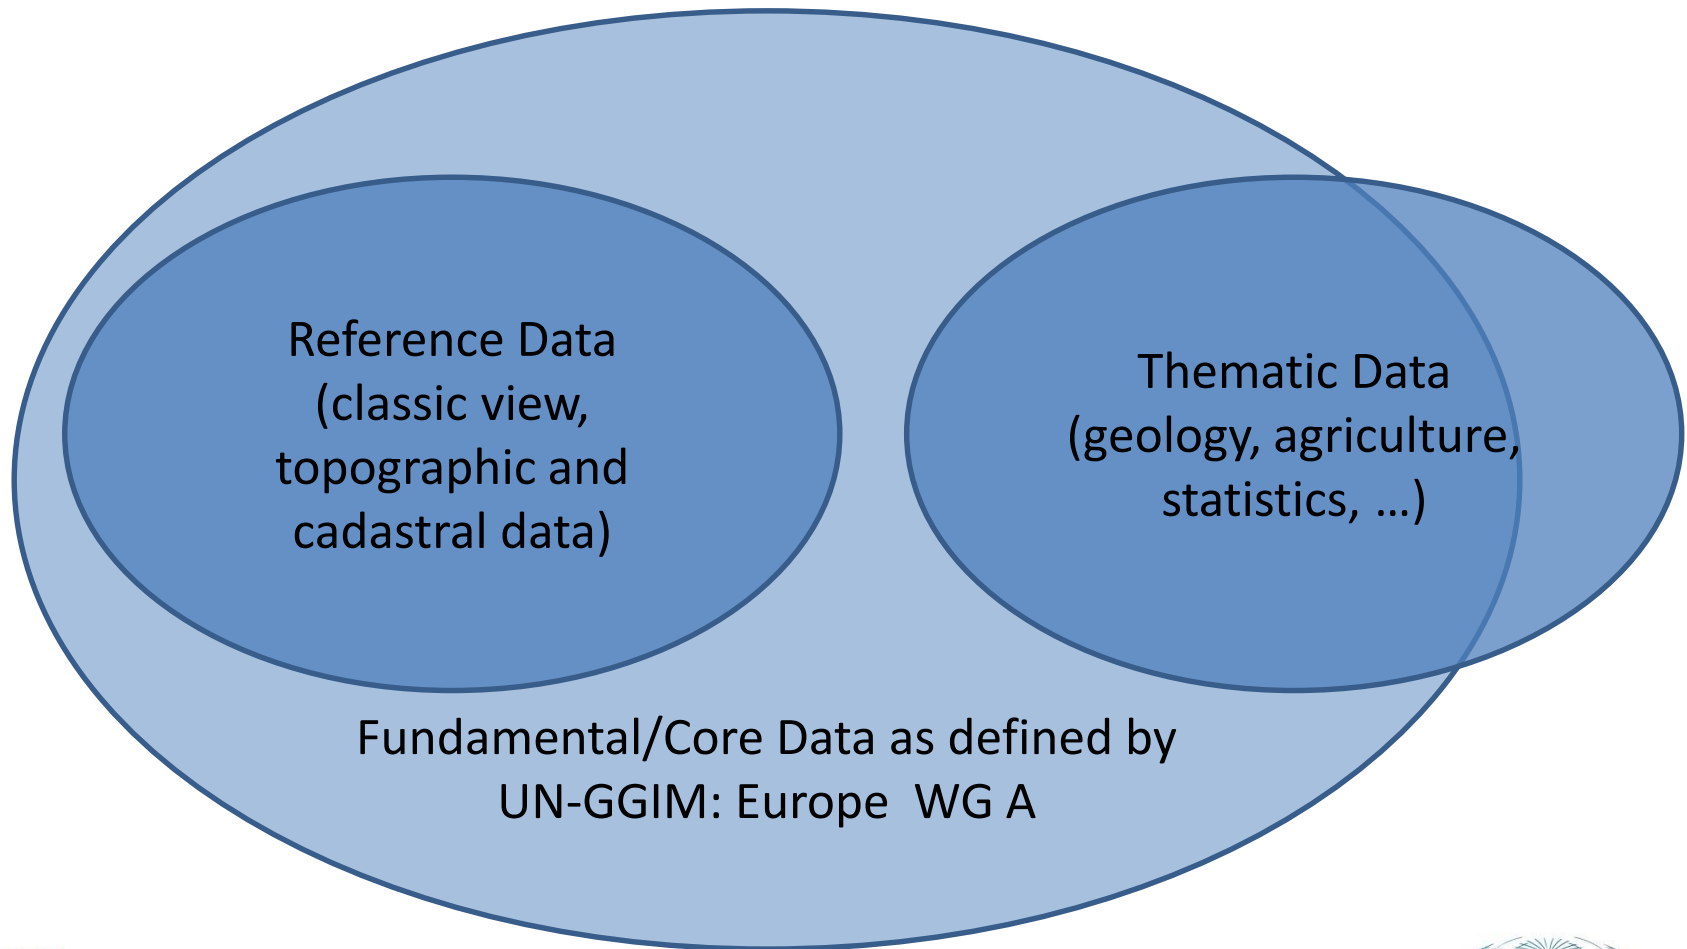 Reference Data
(classic view,
topographic and
cadastral data)
Thematic Data
(geology, agriculture,
statistics, ...)
Fundamental/Core Data as defined by
UN-GGIM: Europe  WG A